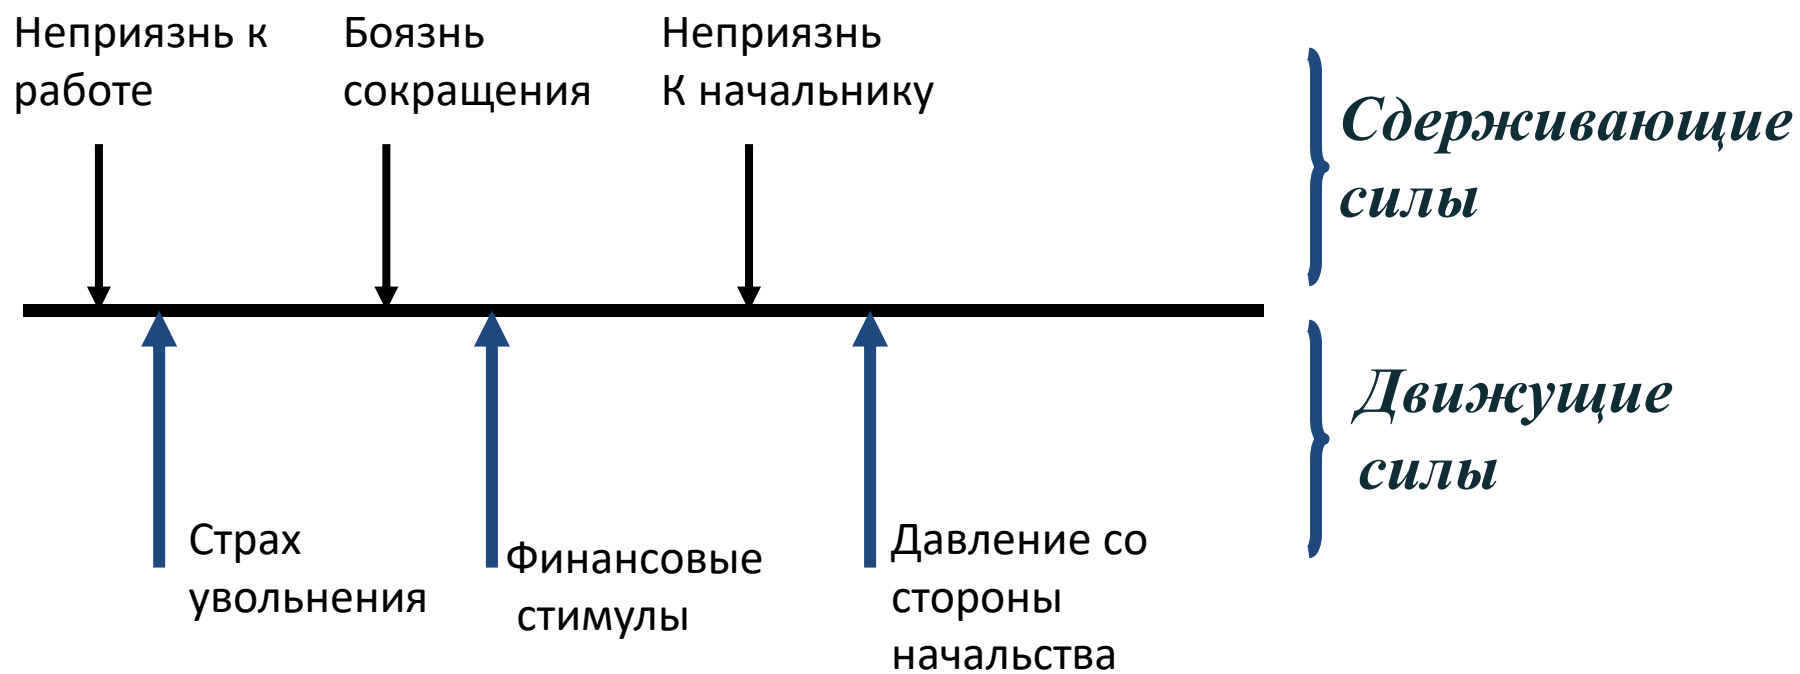 Неприязнь к
работе
Боязнь
сокращения
Неприязнь
К начальнику
Сдерживающие
силы
Движущие
силы
Страх
увольнения
Финансовые
стимулы
Давление со
стороны
начальства